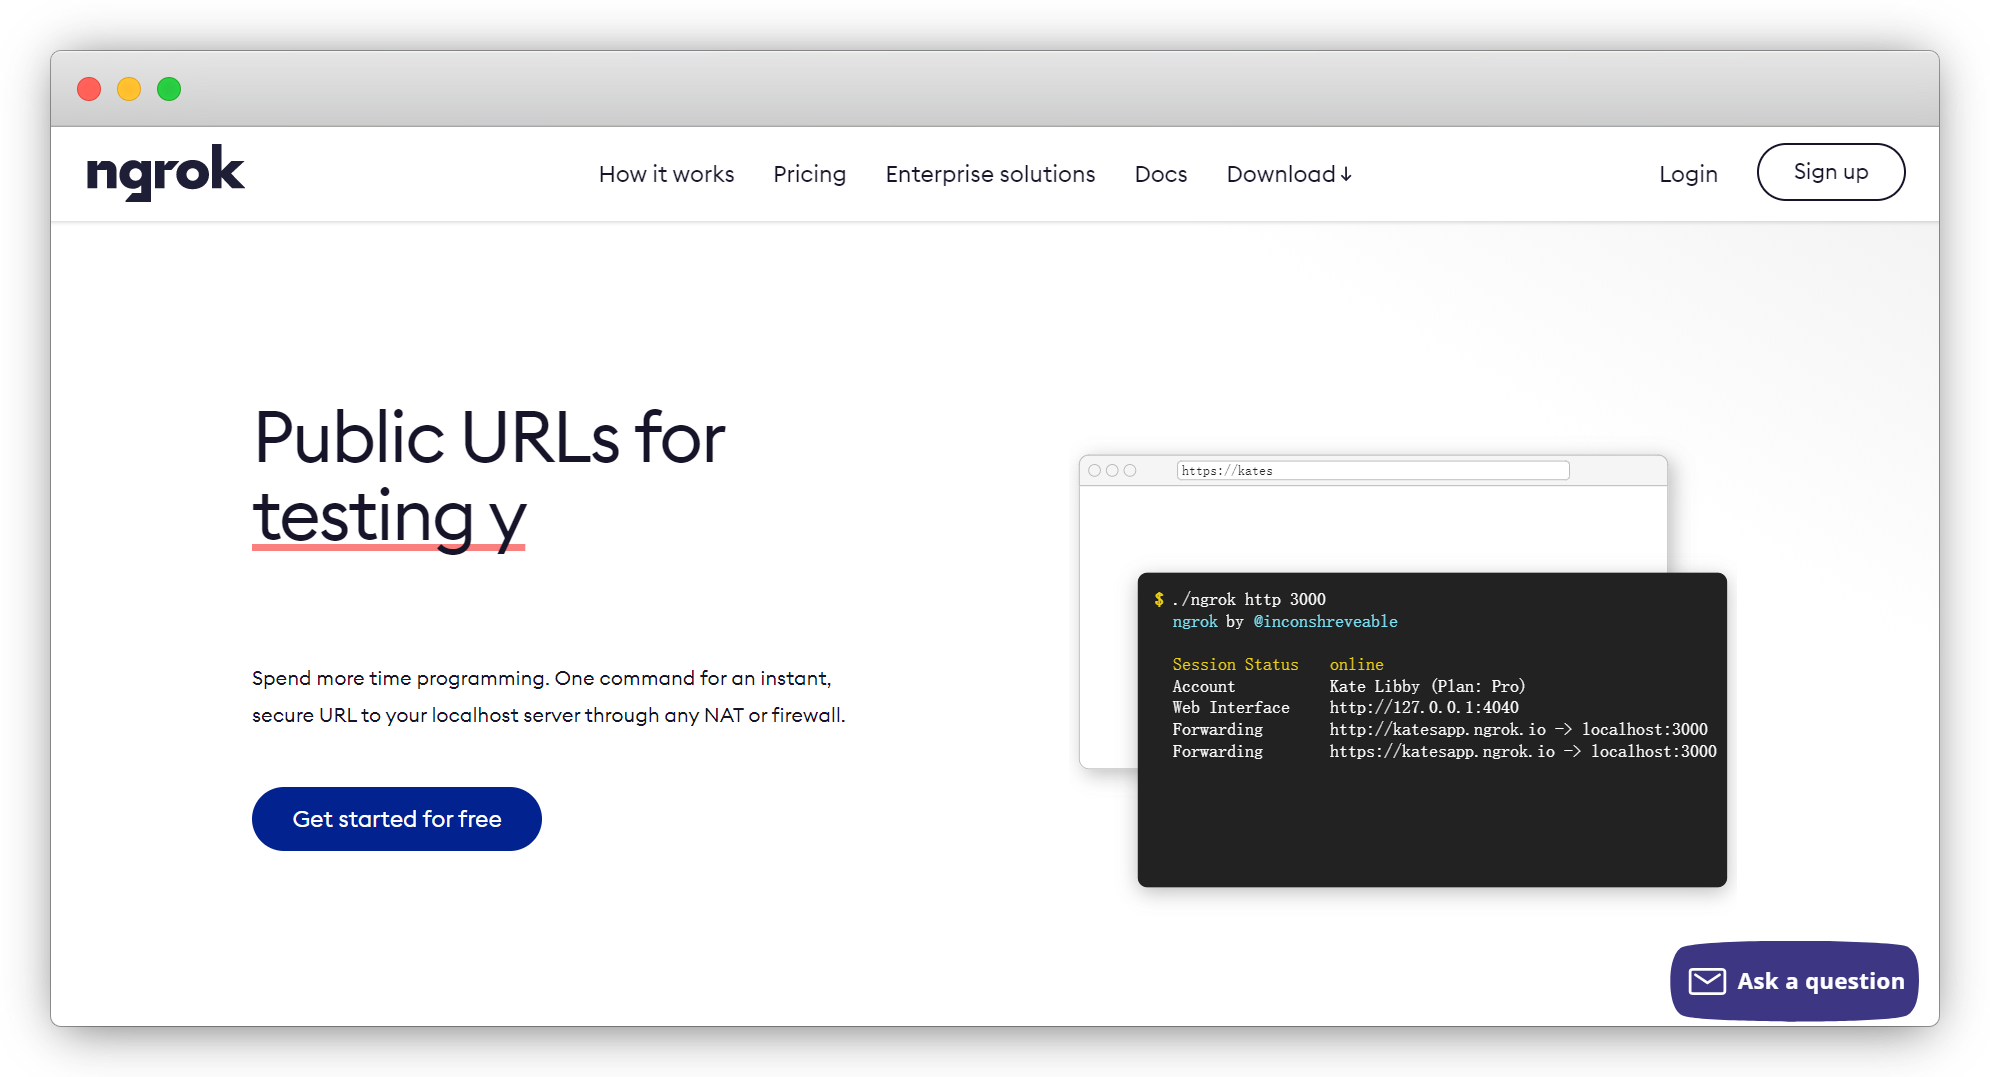 ngrok
How it works Pricing Enterprise solutions Docs Download↓
Login Sign up
Public URLs for
testing y
Spend more time programming. One command for an instant,
secure URL to your localhost server through any NAT or firewall.
Get started for free
https://kates
$ ./ngrok http 3000
ngrok by @inconshreveable
Session Status online
Account Kate Libby (Plan: Pro)
Web Interface http://127.0.0.1:4040
Forwarding http://katesapp.ngrok.io -> localhost:3000
Forwarding https://katesapp.ngrok.io -> localhost:3000
Ask a question